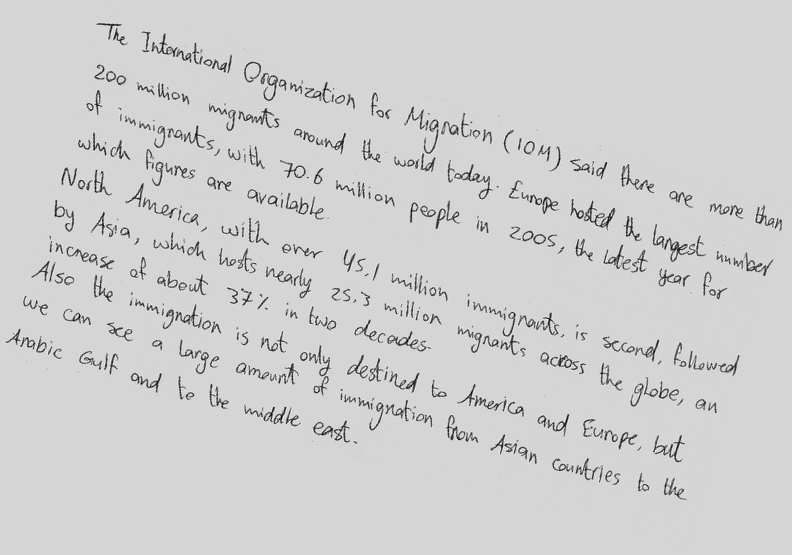 The International Organization for Migration (IOM) said there are more than
200 million migrants around the world today. Europe hosted the largest number
of immigrants, with 70.6 million people in 2005, the latest year for
which figures are available.
North America, with over 45.1 million immigrants, is second, followed
by Asia, which hosts nearly 25.3 million migrants across the globe, an
increase of about 37% in two decades.
Also the immigration is not only destined to America and Europe, but
we can see a large amount of immigration from Asian countries to the
Arabic Gulf and to the middle east.